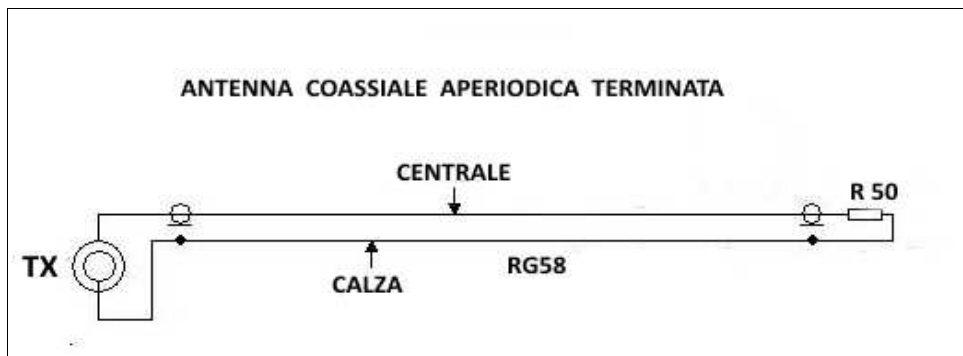 ANTENNA COASSIALE APERIODICA TERMINATA
CENTRALE
R 50
TX
RG58
CALZA